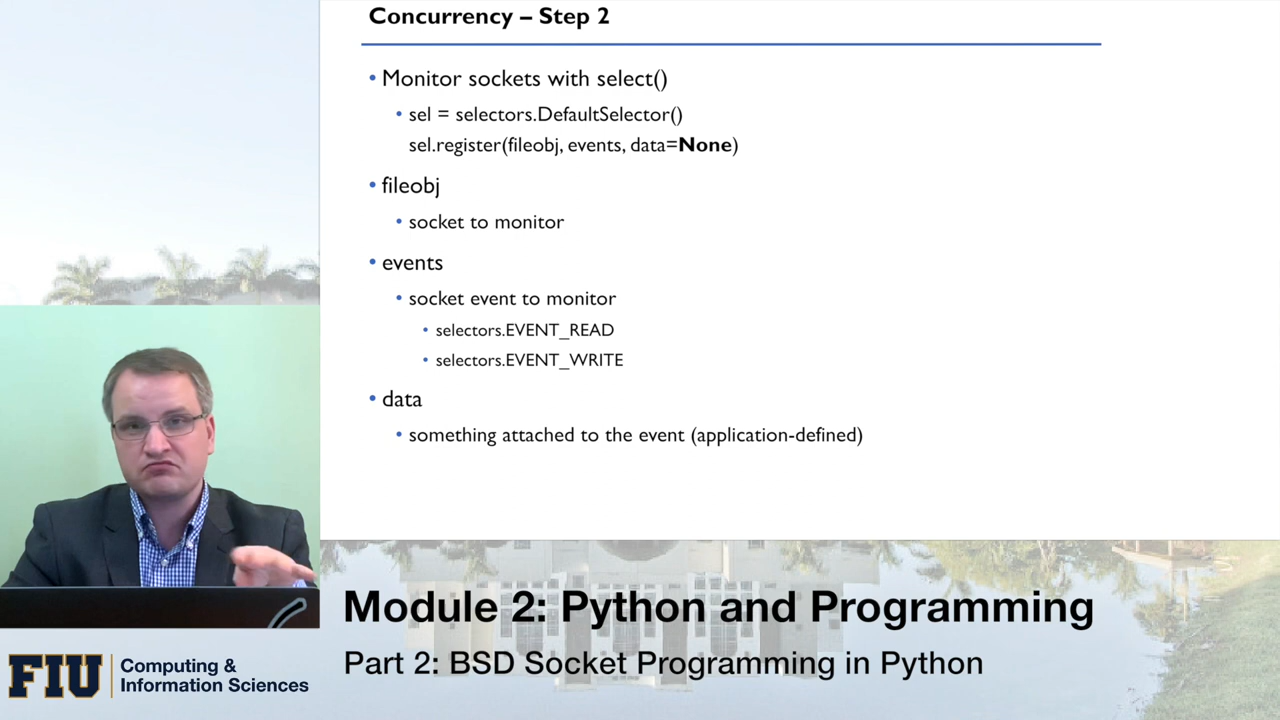 Concurrency – Step 2
• Monitor sockets with select()
• sel = selectors.DefaultSelector()
sel.register(fileobj, events, data=None)
• fileobj
• socket to monitor
• events
• socket event to monitor
• selectors.EVENT_READ
• selectors.EVENT_WRITE
• data
• something attached to the event (application-defined)
Module 2: Python and Programming
Part 2: BSD Socket Programming in Python
FIU
Computing &
Information Sciences